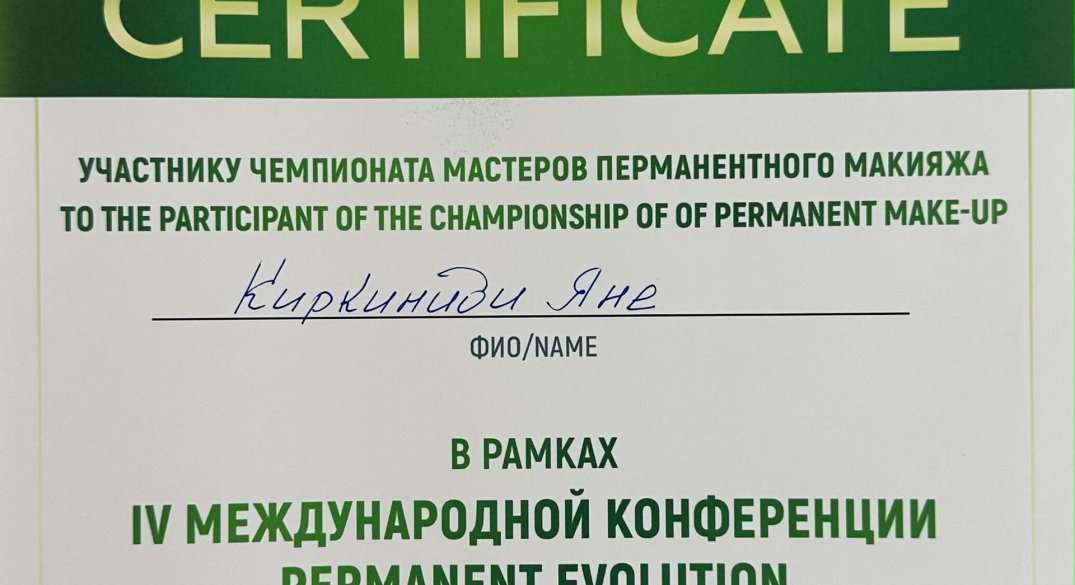 CERTIFICATE
УЧАСТНИКУ ЧЕМПИОНАТА МАСТЕРОВ ПЕРМАНЕНТНОГО МАКИЯЖА
TO THE PARTICIPANT OF THE CHAMPIONSHIP OF OF PERMANENT MAKE-UP
Киркиниди Яне
ФИО/NAME
В РАМКАХ
IV МЕЖДУНАРОДНОЙ КОНФЕРЕНЦИИ
PERMANENT EVOLUTION